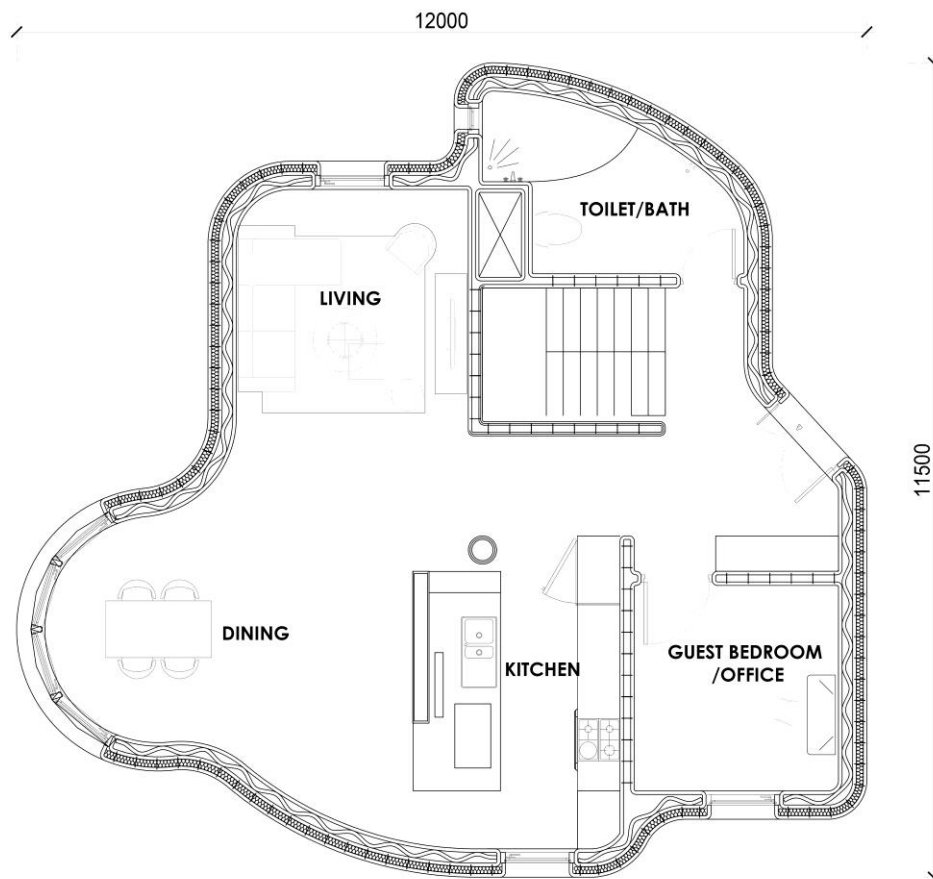 12000
TOILET/BATH
LIVING
11500
DINING
KITCHEN
GUEST BEDROOM
/OFFICE